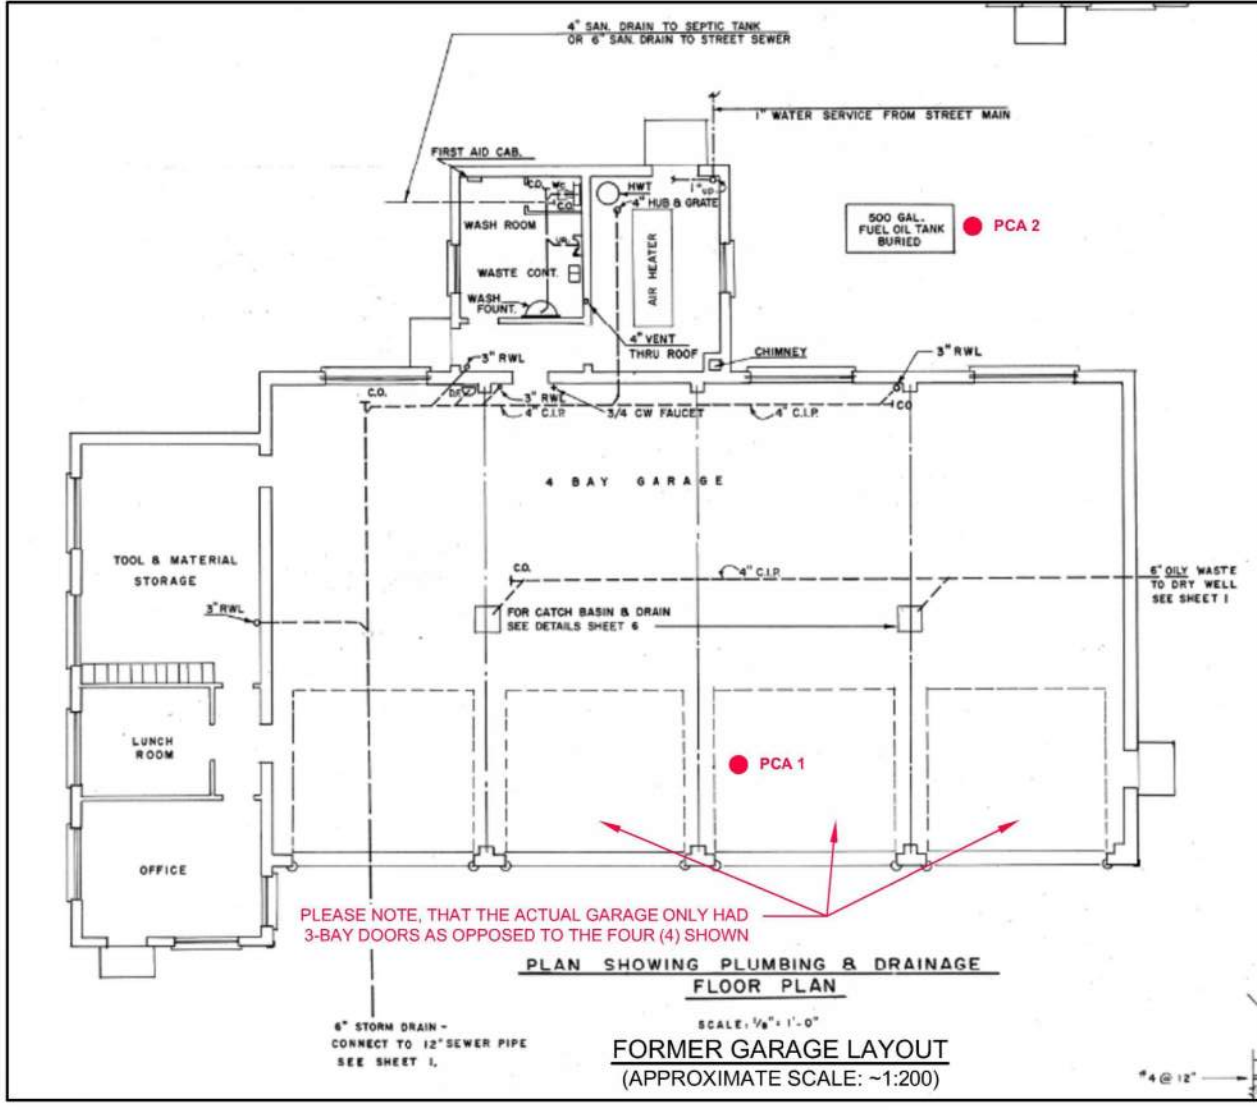 4" SAN. DRAIN TO SEPTIC TANK
OR 6" SAN. DRAIN TO STREET SEWER
1" WATER SERVICE FROM STREET MAIN
FIRST AID CAB.
C.O.
W.C.
C.O.
HWT
1" UP
4" HUB & GRATE
WASH ROOM
UR.
AIR HEATER
500 GAL.
FUEL OIL TANK
BURIED
PCA 2
WASTE CONT.
WASH
FOUNT.
4" VENT
THRU ROOF
CHIMNEY
3" RWL
3" RWL
C.O.
D.F.
3" RWL
4" C.I.P.
3/4 CW FAUCET
4" C.I.P.
CO
4 BAY GARAGE
TOOL & MATERIAL
STORAGE
C.O.
4" C.I.P.
6" OILY WASTE
TO DRY WELL
SEE SHEET 1
3" RWL
FOR CATCH BASIN & DRAIN
SEE DETAILS SHEET 6
LUNCH
ROOM
PCA 1
OFFICE
PLEASE NOTE, THAT THE ACTUAL GARAGE ONLY HAD
3-BAY DOORS AS OPPOSED TO THE FOUR (4) SHOWN
PLAN SHOWING PLUMBING & DRAINAGE
FLOOR PLAN
SCALE: 1/8" = 1'-0"
6" STORM DRAIN -
CONNECT TO 12" SEWER PIPE
SEE SHEET 1.
FORMER GARAGE LAYOUT
(APPROXIMATE SCALE: ~1:200)
#4 @ 12"